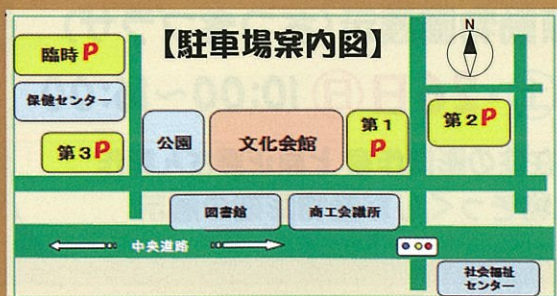 【駐車場案内図】
N
臨時P
保健センター
第3P
公園
文化会館
第1
P
第2P
図書館
商工会議所
中央道路
社会福祉
センター